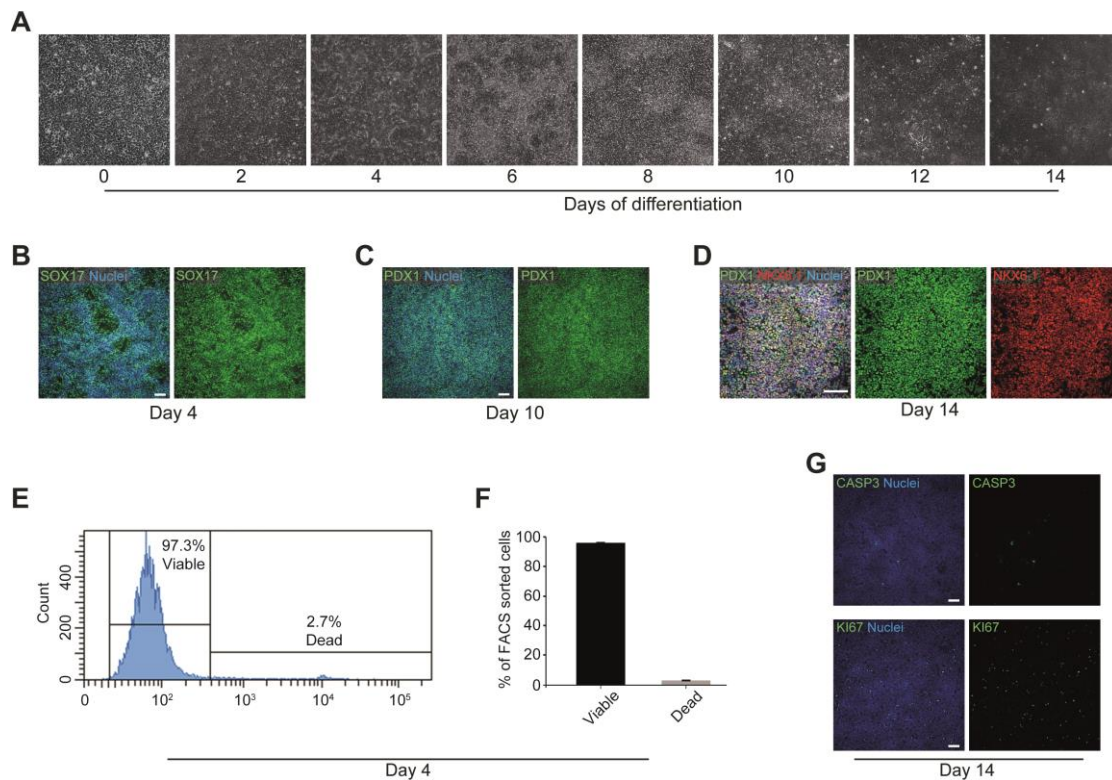 A
0 2 4 6 8 10 12 14
Days of differentiation
B
SOX17 Nuclei
SOX17
Day 4
C
PDX1 Nuclei
PDX1
Day 10
D
PDX1 NKX6.1 Nuclei
PDX1
NKX6.1
Day 14
E
97.3%
Viable
2.7%
Dead
Count
400
200
0
0 10² 10³ 10⁴ 10⁵
F
% of FACS sorted cells
100
80
60
40
20
0
Viable
Dead
Day 4
G
CASP3 Nuclei
CASP3
KI67 Nuclei
KI67
Day 14